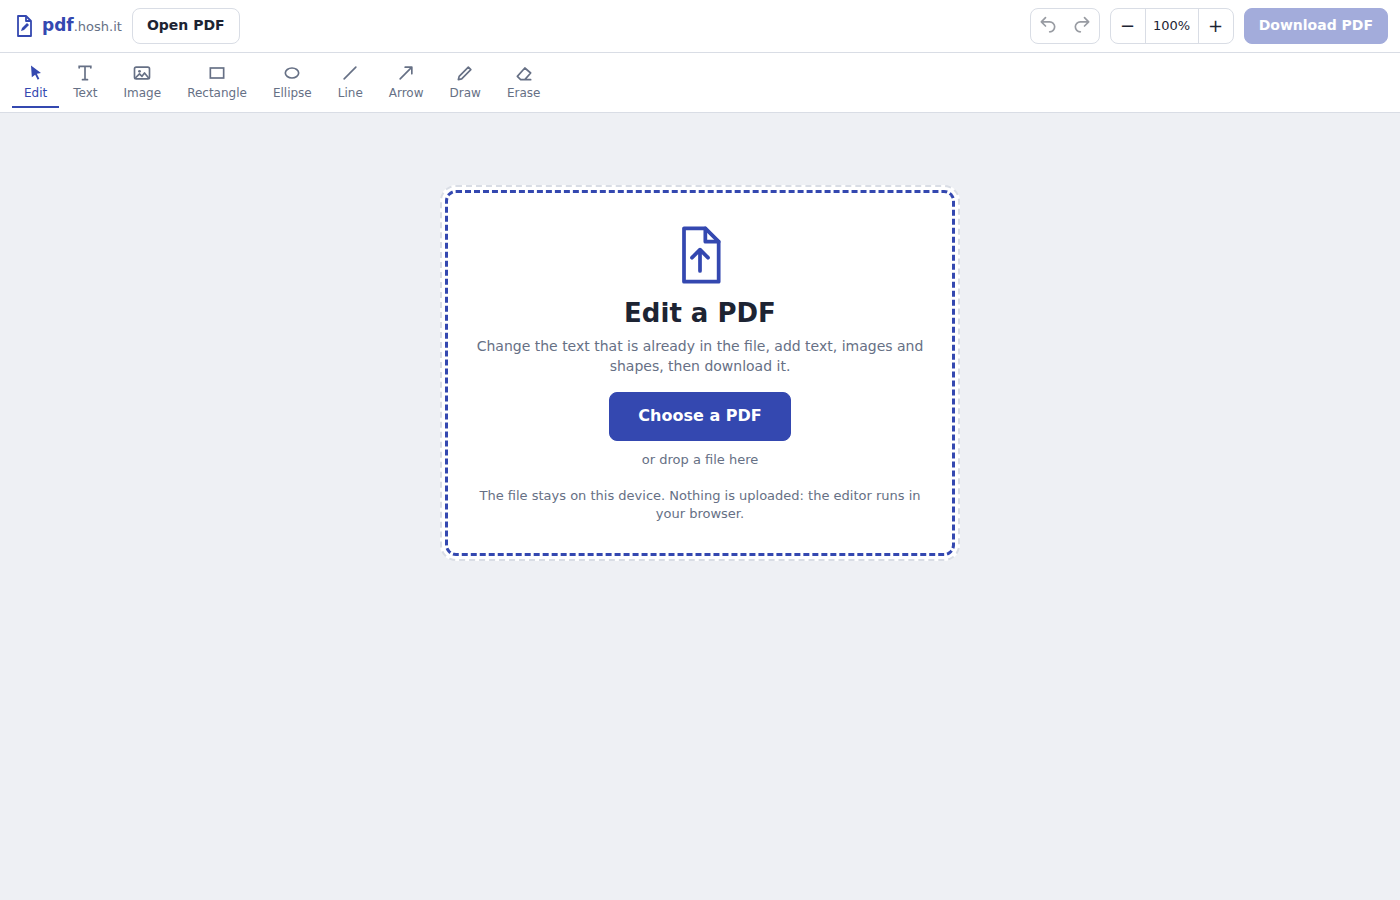 pdf.hosh.it
Open PDF
100%
Download PDF
Edit
Text
Image
Rectangle
Ellipse
Line
Arrow
Draw
Erase
Edit a PDF
Change the text that is already in the file, add text, images and
shapes, then download it.
Choose a PDF
or drop a file here
The file stays on this device. Nothing is uploaded: the editor runs in
your browser.